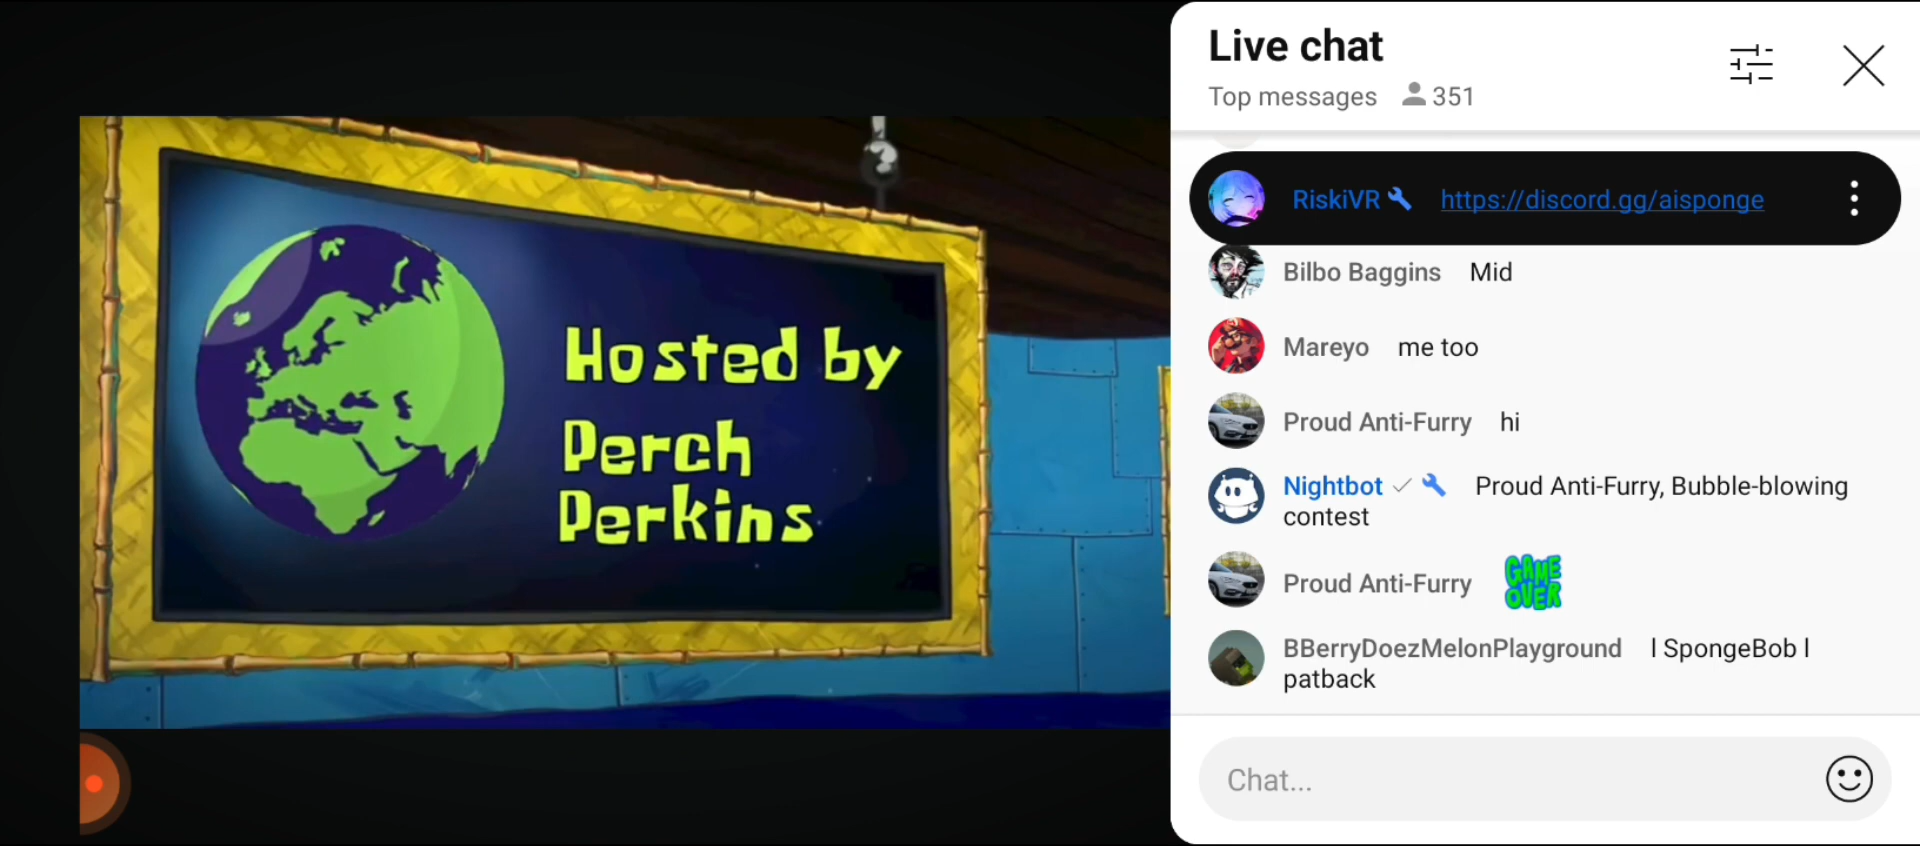 Hosted by
Perch
Perkins
Live chat
Top messages 351
RiskiVR https://discord.gg/aisponge
Bilbo Baggins Mid
Mareyo me too
Proud Anti-Furry hi
Nightbot Proud Anti-Furry, Bubble-blowing
contest
Proud Anti-Furry GAME
OVER
BBerryDoezMelonPlayground l SpongeBob l
patback
Chat...